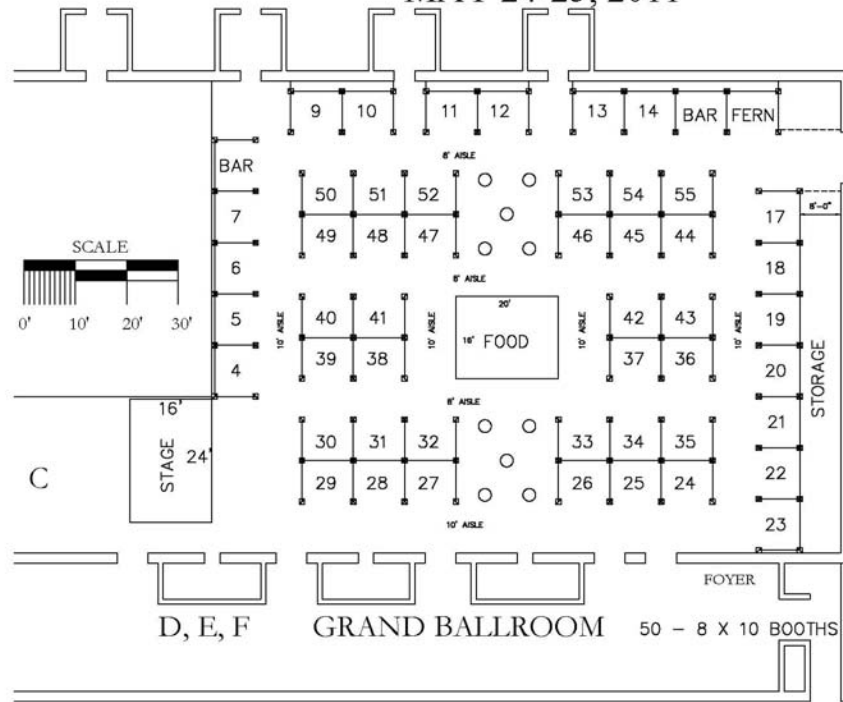 9 10 11 12 13 14 BAR FERN
8' AISLE
BAR
50 51 52 53 54 55
7 17
8'-0"
49 48 47 46 45 44
SCALE
6 18
8' AISLE
0' 10' 20' 30'
5 40 41 20' 42 43 19
10' AISLE 10' AISLE 16' FOOD 10' AISLE 10' AISLE
4 39 38 37 36 20
STORAGE
8' AISLE
16'
21
STAGE 24' 30 31 32 33 34 35
C 22
29 28 27 26 25 24
23
10' AISLE
FOYER
D, E, F GRAND BALLROOM 50 - 8 X 10 BOOTHS